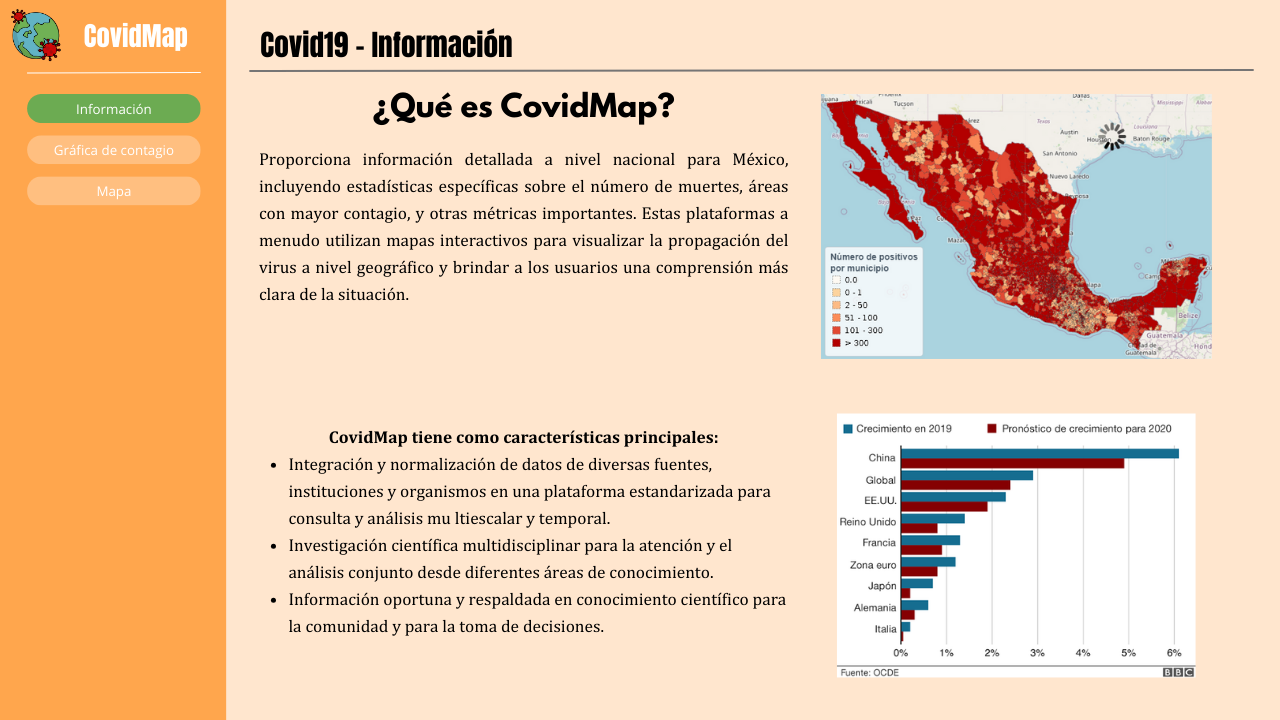 CovidMap
Información
Gráfica de contagio
Mapa
Covid19 - Información
¿Qué es CovidMap?
Proporciona información detallada a nivel nacional para México,
incluyendo estadísticas específicas sobre el número de muertes, áreas
con mayor contagio, y otras métricas importantes. Estas plataformas a
menudo utilizan mapas interactivos para visualizar la propagación del
virus a nivel geográfico y brindar a los usuarios una comprensión más
clara de la situación.
Mexicali
Tucson
Dallas
Mississippi
Texas
Louisiana
Austin
Baton Rouge
San Antonio
Nuevo Laredo
Belize
Guatemala
Ciudad de
Guatemala
Número de positivos
por municipio
0.0
0 - 1
2 - 50
51 - 100
101 - 300
> 300
CovidMap tiene como características principales:
• Integración y normalización de datos de diversas fuentes,
instituciones y organismos en una plataforma estandarizada para
consulta y análisis mu ltiescalar y temporal.
• Investigación científica multidisciplinar para la atención y el
análisis conjunto desde diferentes áreas de conocimiento.
• Información oportuna y respaldada en conocimiento científico para
la comunidad y para la toma de decisiones.
Crecimiento en 2019
Pronóstico de crecimiento para 2020
China
Global
EE.UU.
Reino Unido
Francia
Zona euro
Japón
Alemania
Italia
0% 1% 2% 3% 4% 5% 6%
Fuente: OCDE
BBC